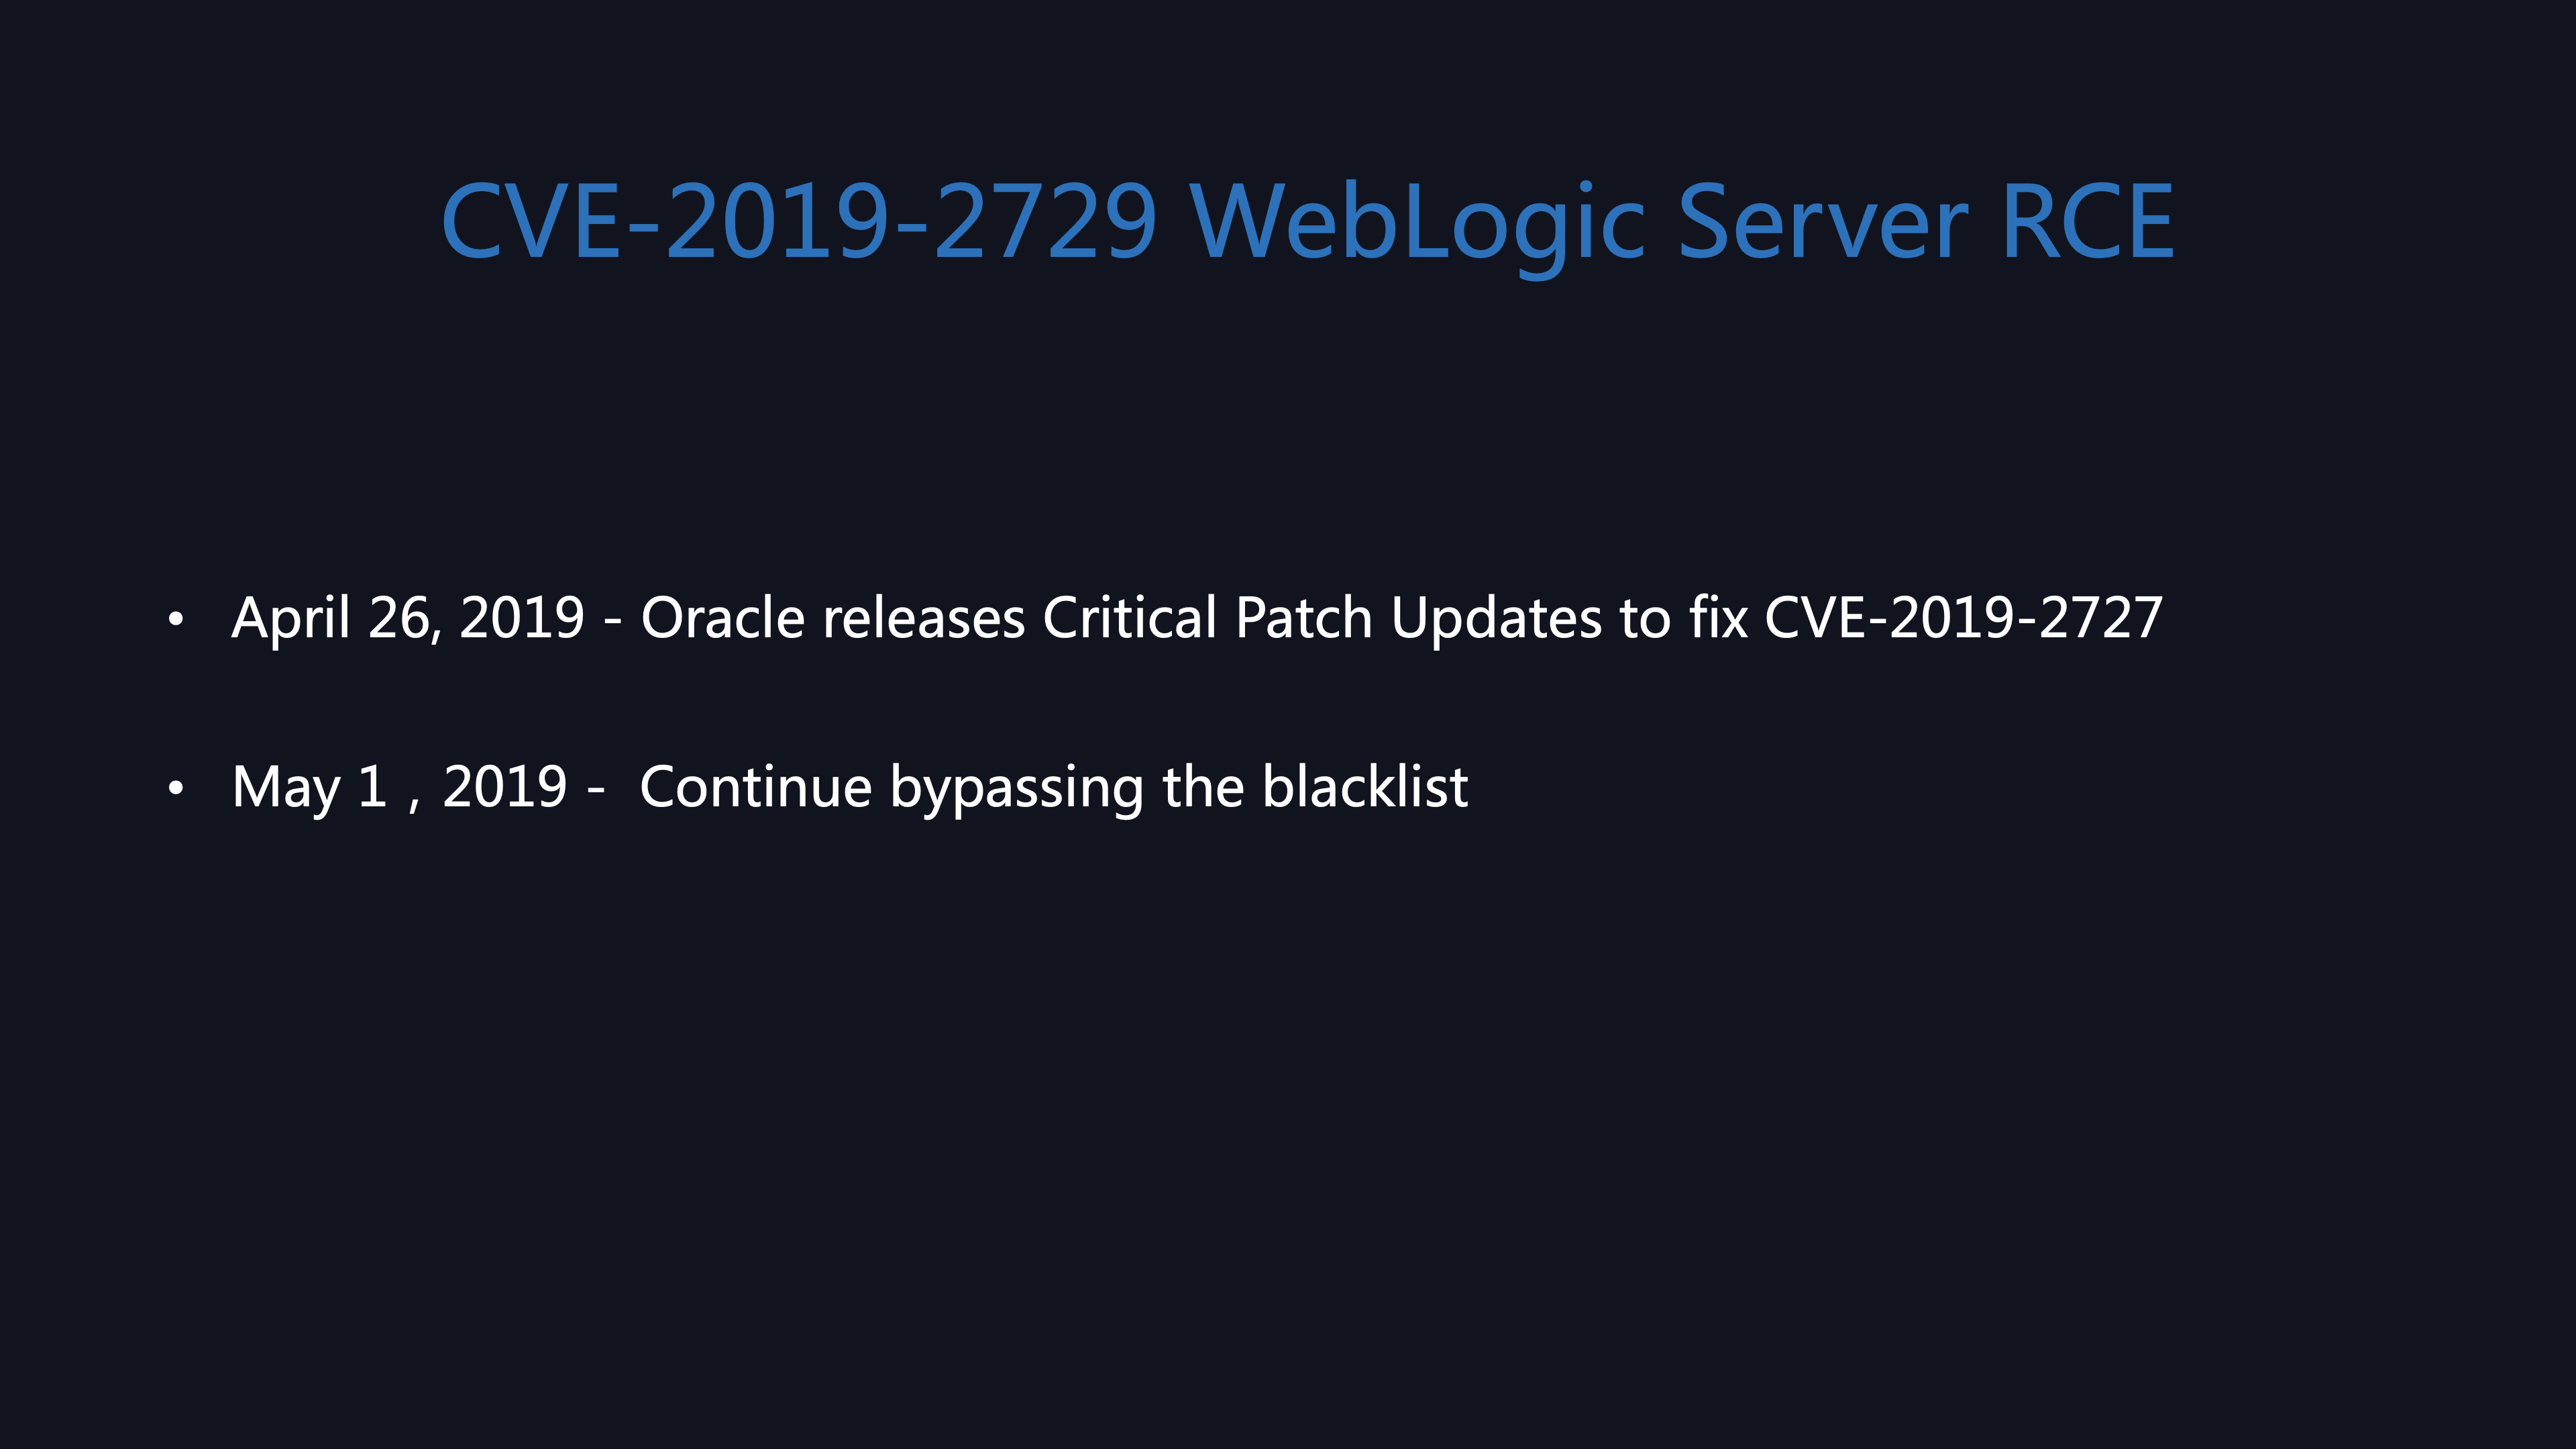 CVE-2019-2729 WebLogic Server RCE
• April 26, 2019 - Oracle releases Critical Patch Updates to fix CVE-2019-2727
• May 1，2019 -  Continue bypassing the blacklist